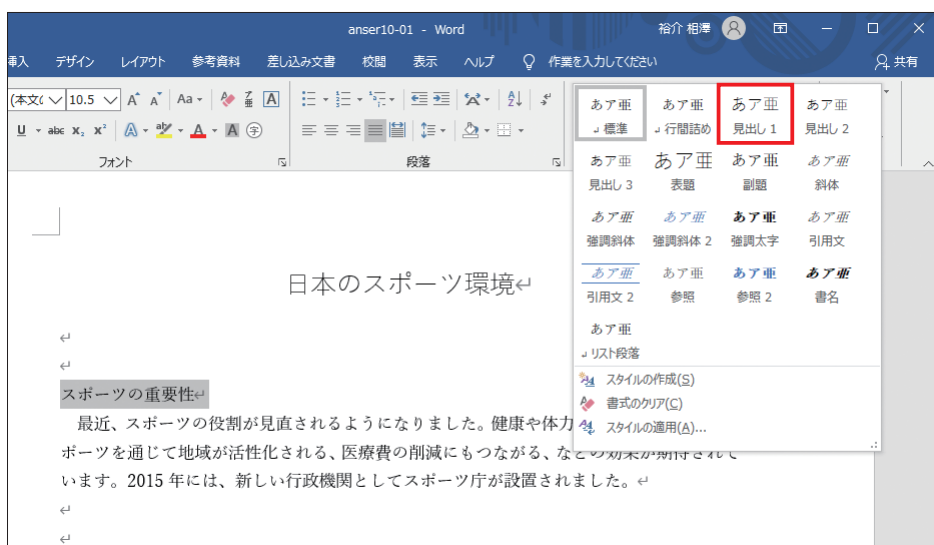 anser10-01 - Word
裕介 相澤
挿入 デザイン レイアウト 参考資料 差し込み文書 校閲 表示 ヘルプ 作業を入力してください 共有
(本文( 10.5 A A Aa A
U abc x₂ x² A A A 字
フォント 段落
あア亜 あア亜 あア亜 あア亜
標準 行間詰め 見出し 1 見出し 2
あア亜 あア亜 あア亜 あア亜
見出し 3 表題 副題 斜体
あア亜 あア亜 あア亜 あア亜
強調斜体 強調斜体 2 強調太字 引用文
あア亜 あア亜 あア亜 あア亜
引用文 2 参照 参照 2 書名
あア亜
リスト段落
スタイルの作成(S)
書式のクリア(C)
スタイルの適用(A)...
日本のスポーツ環境
スポーツの重要性
最近、スポーツの役割が見直されるようになりました。健康や体力
ポーツを通じて地域が活性化される、医療費の削減にもつながる、などの効果が期待されて
います。2015 年には、新しい行政機関としてスポーツ庁が設置されました。